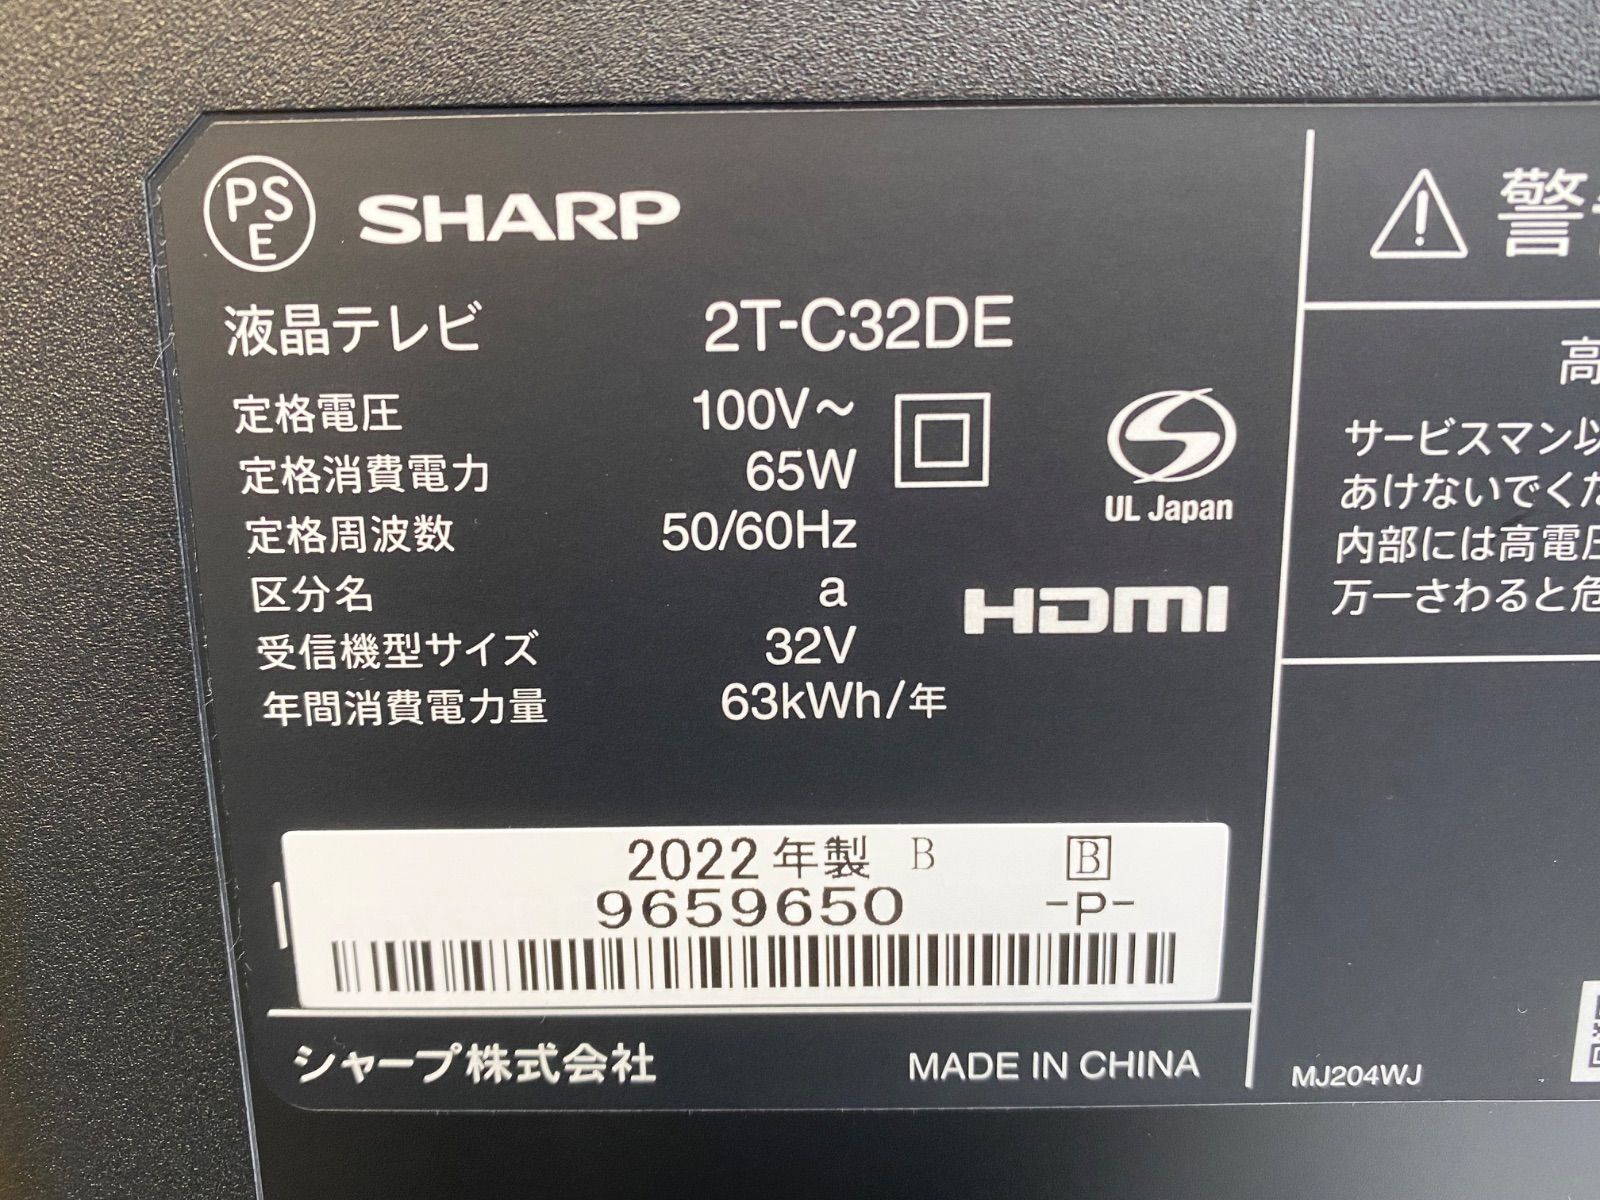 PSE SHARP
液晶テレビ 2T-C32DE
定格電圧 100V～
定格消費電力 65W
定格周波数 50/60Hz
区分名 a
受信機型サイズ 32V
年間消費電力量 63kWh/年
UL Japan
HDMI
2022年製 B B
9659650 -P-
シャープ株式会社 MADE IN CHINA
警
高
サービスマン以
あけないでくだ
内部には高電圧
万一さわると危
MJ204WJ